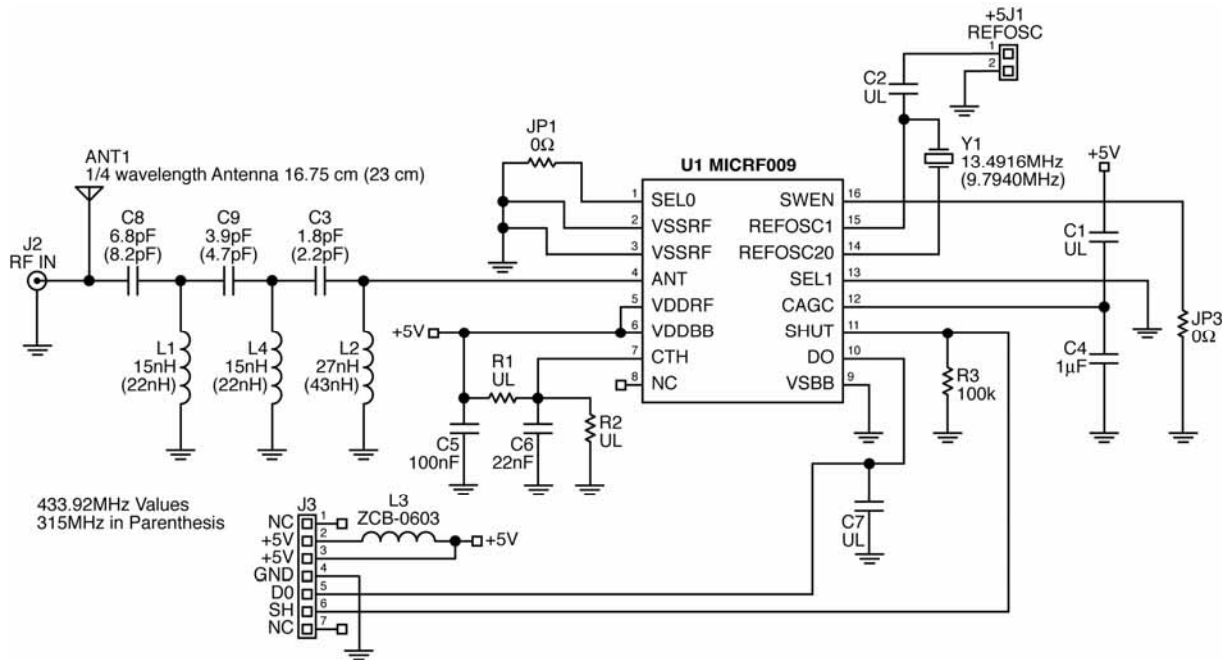 +5J1
REFOSC
1
2
C2
UL
JP1
0Ω
ANT1
1/4 wavelength Antenna 16.75 cm (23 cm)
U1 MICRF009
Y1
13.4916MHz
(9.7940MHz)
+5V
J2
RF IN
C8
6.8pF
(8.2pF)
C9
3.9pF
(4.7pF)
C3
1.8pF
(2.2pF)
1 SEL0
2 VSSRF
3 VSSRF
4 ANT
5 VDDRF
6 VDDBB
7 CTH
8 NC
SWEN 16
REFOSC1 15
REFOSC20 14
SEL1 13
CAGC 12
SHUT 11
DO 10
VSBB 9
C1
UL
JP3
0Ω
C4
1µF
R3
100k
L1
15nH
(22nH)
L4
15nH
(22nH)
L2
27nH
(43nH)
+5V
R1
UL
R2
UL
C5
100nF
C6
22nF
C7
UL
433.92MHz Values
315MHz in Parenthesis
J3
L3
ZCB-0603
+5V
NC 1
+5V 2
+5V 3
GND 4
D0 5
SH 6
NC 7